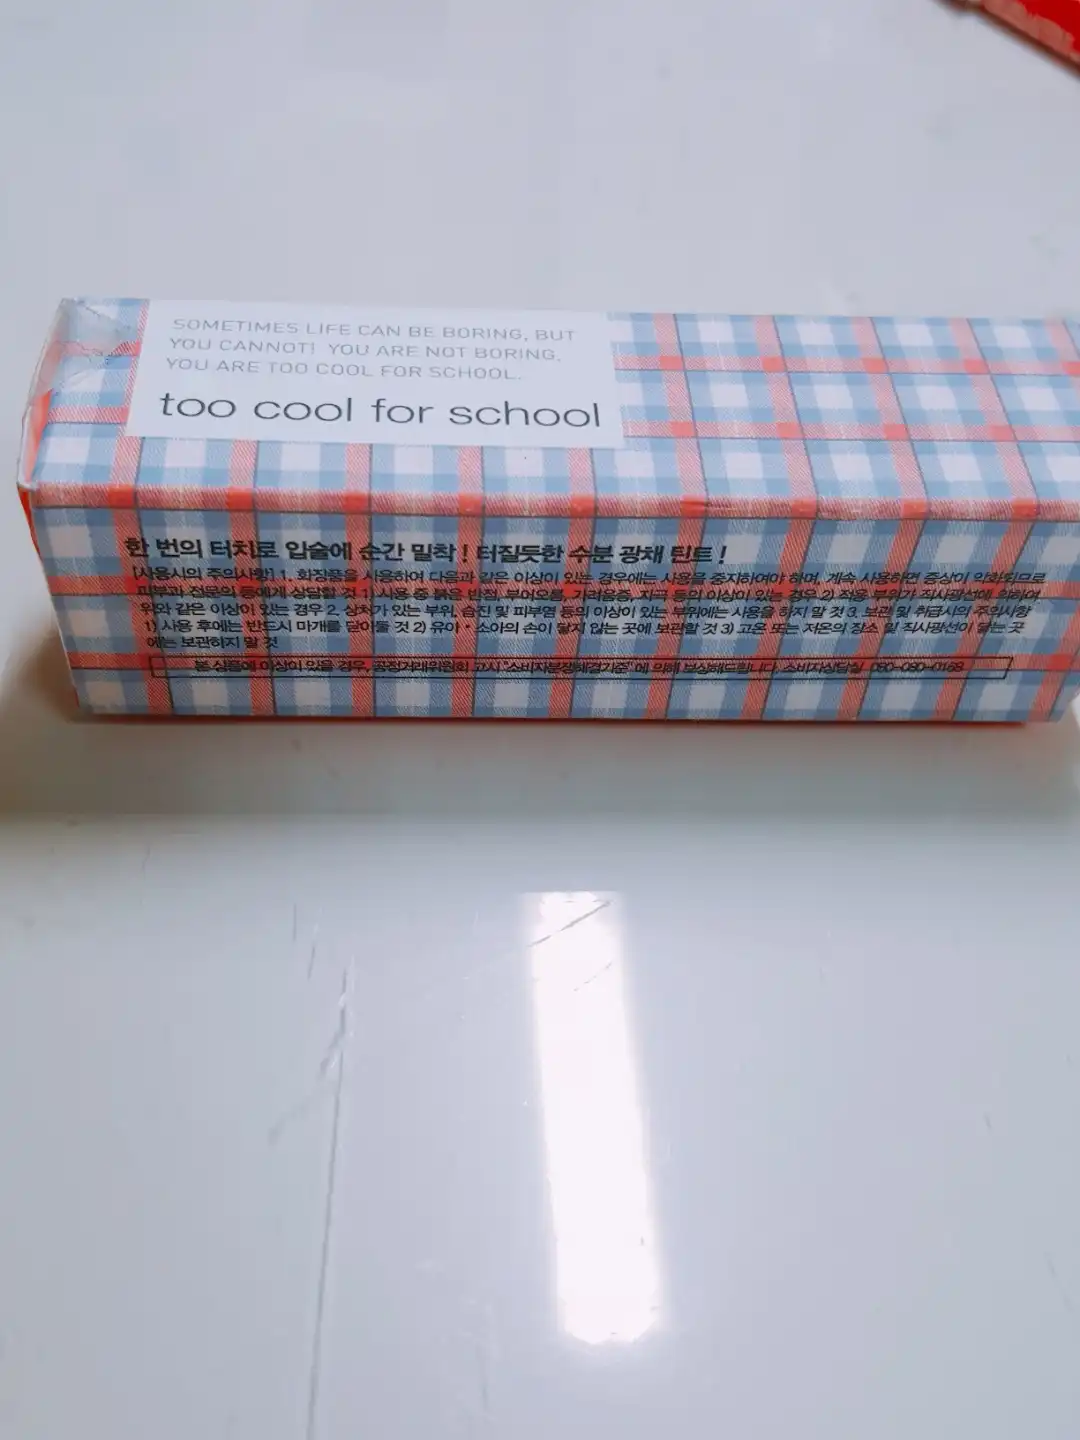 SOMETIMES LIFE CAN BE BORING, BUT
YOU CANNOT! YOU ARE NOT BORING,
YOU ARE TOO COOL FOR SCHOOL.
too cool for school
한 번의 터치로 입술에 순간 밀착! 터질듯한 수분 광채 틴트!
[사용시의 주의사항] 1. 화장품을 사용하여 다음과 같은 이상이 있는 경우에는 사용을 중지하여야 하며, 계속 사용하면 증상이 악화되므로
피부과 전문의 등에게 상담할 것 1) 사용 중 붉은 반점, 부어오름, 가려움증, 자극 등의 이상이 있는 경우 2) 적용 부위가 직사광선에 의하여
위와 같은 이상이 있는 경우 2. 상처가 있는 부위, 습진 및 피부염 등의 이상이 있는 부위에는 사용을 하지 말 것 3. 보관 및 취급시의 주의사항
1) 사용 후에는 반드시 마개를 닫아둘 것 2) 유아·소아의 손이 닿지 않는 곳에 보관할 것 3) 고온 또는 저온의 장소 및 직사광선이 닿는 곳
에는 보관하지 말 것
본 상품에 이상이 있을 경우, 공정거래위원회 고시 "소비자분쟁해결기준"에 의해 보상해드립니다. 소비자상담실 080-080-0168